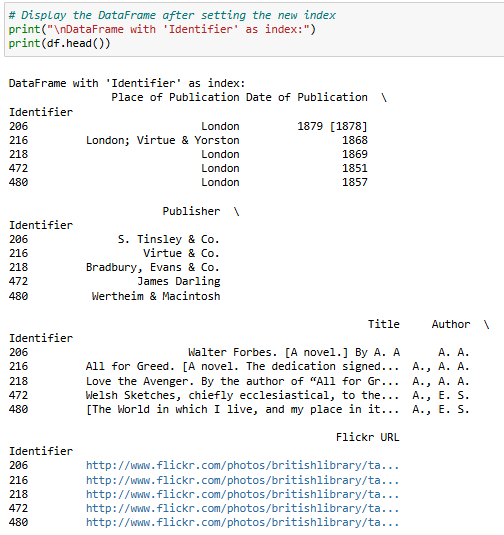 # Display the DataFrame after setting the new index
print("\nDataFrame with 'Identifier' as index:")
print(df.head())
DataFrame with 'Identifier' as index:
Place of Publication Date of Publication \
Identifier
206 London 1879 [1878]
216 London; Virtue & Yorston 1868
218 London 1869
472 London 1851
480 London 1857
Publisher \
Identifier
206 S. Tinsley & Co.
216 Virtue & Co.
218 Bradbury, Evans & Co.
472 James Darling
480 Wertheim & Macintosh
Title Author \
Identifier
206 Walter Forbes. [A novel.] By A. A A. A.
216 All for Greed. [A novel. The dedication signed... A., A. A.
218 Love the Avenger. By the author of “All for Gr... A., A. A.
472 Welsh Sketches, chiefly ecclesiastical, to the... A., E. S.
480 [The World in which I live, and my place in it... A., E. S.
Flickr URL
Identifier
206 http://www.flickr.com/photos/britishlibrary/ta...
216 http://www.flickr.com/photos/britishlibrary/ta...
218 http://www.flickr.com/photos/britishlibrary/ta...
472 http://www.flickr.com/photos/britishlibrary/ta...
480 http://www.flickr.com/photos/britishlibrary/ta...